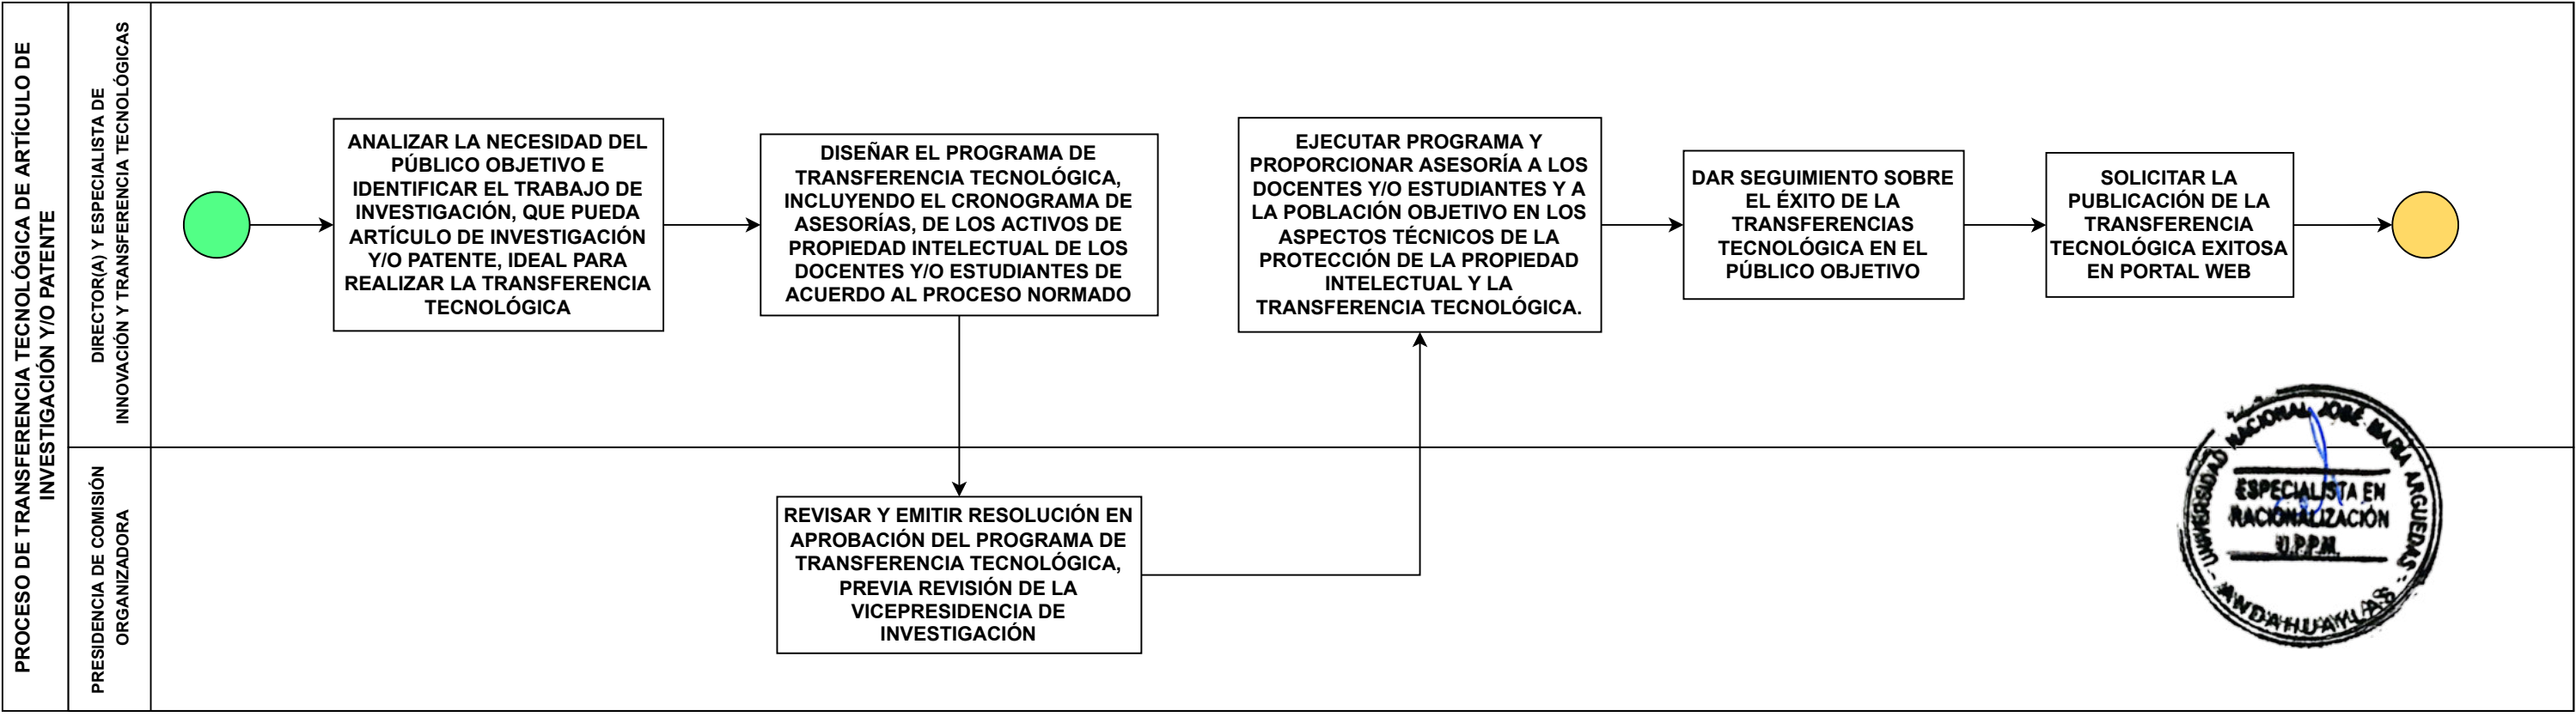 PROCESO DE TRANSFERENCIA TECNOLÓGICA DE ARTÍCULO DE
INVESTIGACIÓN Y/O PATENTE
DIRECTOR(A) Y ESPECIALISTA DE
INNOVACIÓN Y TRANSFERENCIA TECNOLÓGICAS
ANALIZAR LA NECESIDAD DEL
PÚBLICO OBJETIVO E
IDENTIFICAR EL TRABAJO DE
INVESTIGACIÓN, QUE PUEDA
ARTÍCULO DE INVESTIGACIÓN
Y/O PATENTE, IDEAL PARA
REALIZAR LA TRANSFERENCIA
TECNOLÓGICA
DISEÑAR EL PROGRAMA DE
TRANSFERENCIA TECNOLÓGICA,
INCLUYENDO EL CRONOGRAMA DE
ASESORÍAS, DE LOS ACTIVOS DE
PROPIEDAD INTELECTUAL DE LOS
DOCENTES Y/O ESTUDIANTES DE
ACUERDO AL PROCESO NORMADO
EJECUTAR PROGRAMA Y
PROPORCIONAR ASESORÍA A LOS
DOCENTES Y/O ESTUDIANTES Y A
LA POBLACIÓN OBJETIVO EN LOS
ASPECTOS TÉCNICOS DE LA
PROTECCIÓN DE LA PROPIEDAD
INTELECTUAL Y LA
TRANSFERENCIA TECNOLÓGICA.
DAR SEGUIMIENTO SOBRE
EL ÉXITO DE LA
TRANSFERENCIAS
TECNOLÓGICA EN EL
PÚBLICO OBJETIVO
SOLICITAR LA
PUBLICACIÓN DE LA
TRANSFERENCIA
TECNOLÓGICA EXITOSA
EN PORTAL WEB
PRESIDENCIA DE COMISIÓN
ORGANIZADORA
REVISAR Y EMITIR RESOLUCIÓN EN
APROBACIÓN DEL PROGRAMA DE
TRANSFERENCIA TECNOLÓGICA,
PREVIA REVISIÓN DE LA
VICEPRESIDENCIA DE
INVESTIGACIÓN
UNIVERSIDAD NACIONAL JOSÉ MARÍA ARGUEDAS
ESPECIALISTA EN
RACIONALIZACIÓN
U.P.P.M.
- ANDAHUAYLAS -